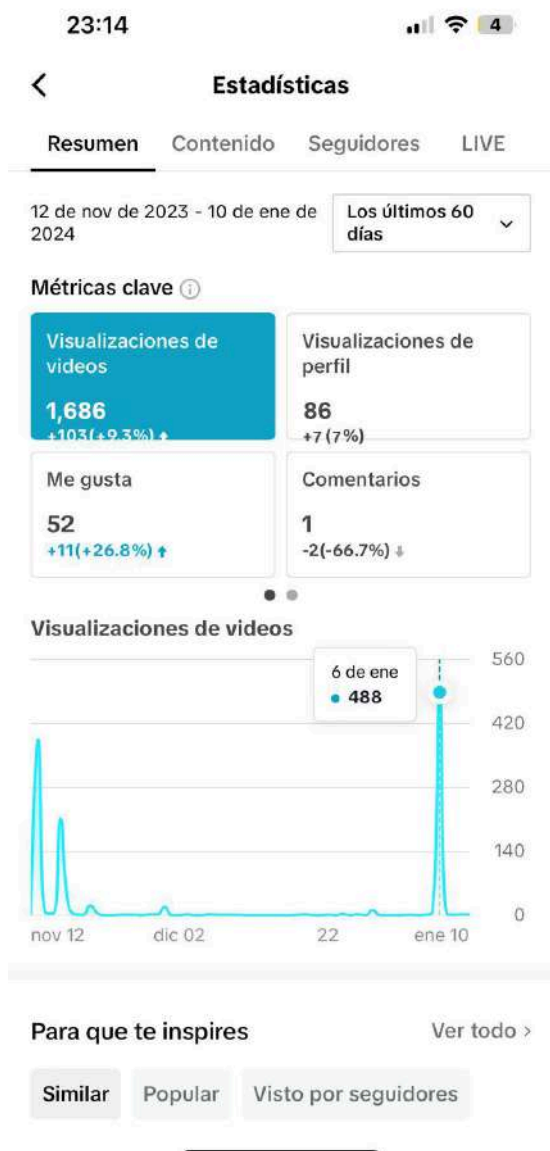 23:14
4
Estadísticas
Resumen Contenido Seguidores LIVE
12 de nov de 2023 - 10 de ene de
2024
Los últimos 60
días
Métricas clave
Visualizaciones de
videos
1,686
+103(+9.3%)
Visualizaciones de
perfil
86
+7 (7%)
Me gusta
52
+11(+26.8%)
Comentarios
1
-2(-66.7%)
Visualizaciones de videos
6 de ene
488
560
420
280
140
0
nov 12 dic 02 22 ene 10
Para que te inspires Ver todo >
Similar Popular Visto por seguidores